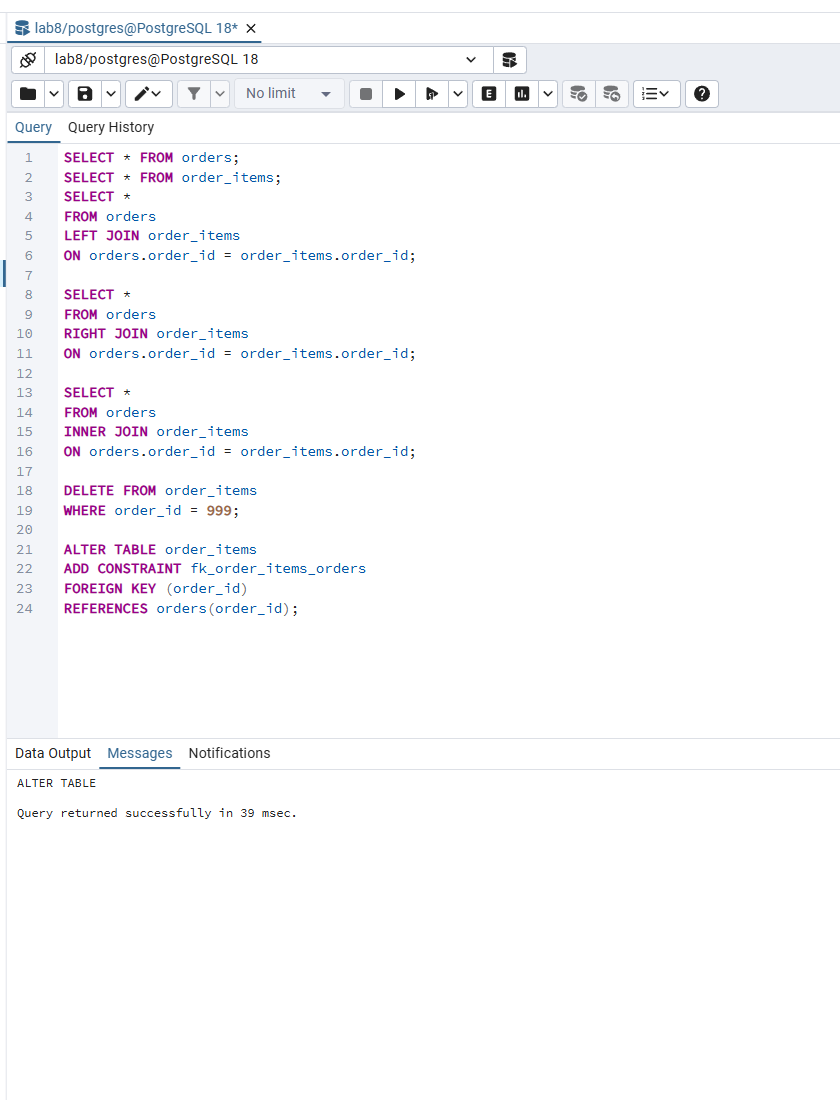 lab8/postgres@PostgreSQL 18*
lab8/postgres@PostgreSQL 18
No limit
E
Query Query History
1 SELECT * FROM orders;
2 SELECT * FROM order_items;
3 SELECT *
4 FROM orders
5 LEFT JOIN order_items
6 ON orders.order_id = order_items.order_id;
7
8 SELECT *
9 FROM orders
10 RIGHT JOIN order_items
11 ON orders.order_id = order_items.order_id;
12
13 SELECT *
14 FROM orders
15 INNER JOIN order_items
16 ON orders.order_id = order_items.order_id;
17
18 DELETE FROM order_items
19 WHERE order_id = 999;
20
21 ALTER TABLE order_items
22 ADD CONSTRAINT fk_order_items_orders
23 FOREIGN KEY (order_id)
24 REFERENCES orders(order_id);
Data Output Messages Notifications
ALTER TABLE
Query returned successfully in 39 msec.